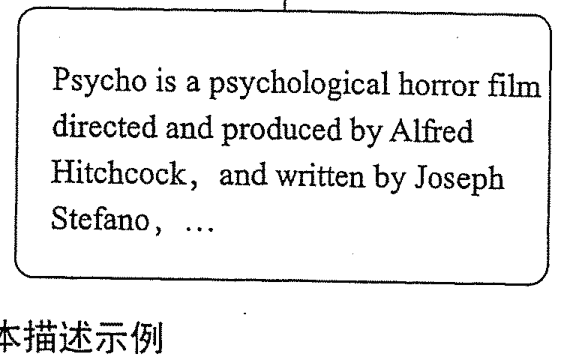 Psycho is a psychological horror film
directed and produced by Alfred
Hitchcock，and written by Joseph
Stefano，…
本描述示例